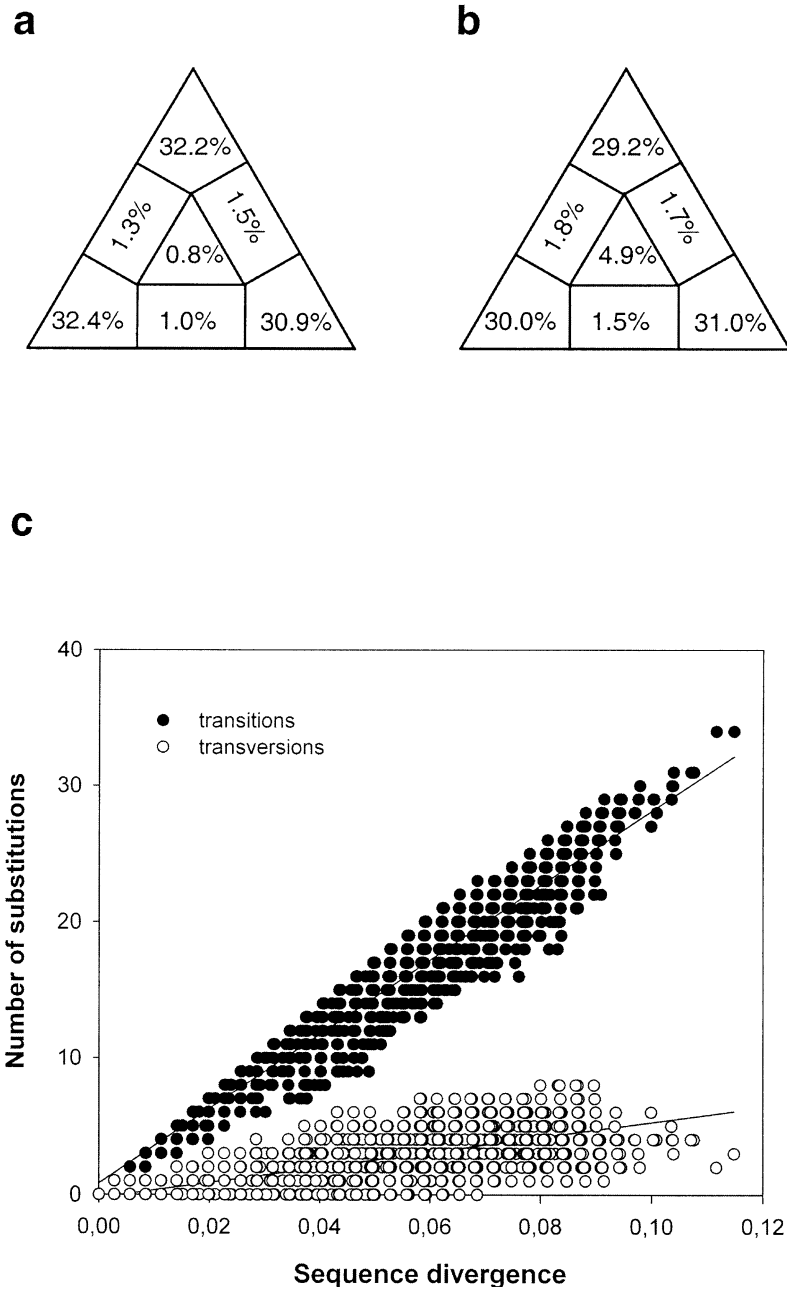 a
b
32.2%
1.3%
1.5%
0.8%
32.4%
1.0%
30.9%
29.2%
1.8%
1.7%
4.9%
30.0%
1.5%
31.0%
c
40
30
20
10
0
Number of substitutions
transitions
transversions
0,00 0,02 0,04 0,06 0,08 0,10 0,12
Sequence divergence